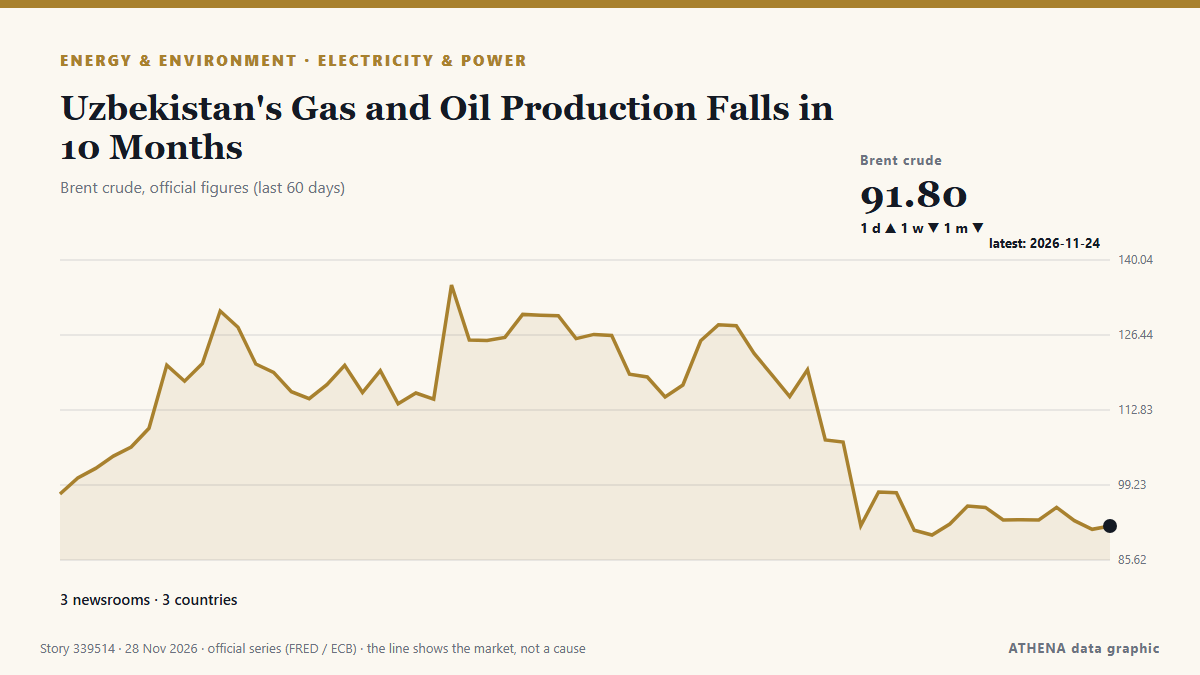 ENERGY & ENVIRONMENT · ELECTRICITY & POWER
Uzbekistan's Gas and Oil Production Falls in
10 Months
Brent crude, official figures (last 60 days)
Brent crude
91.80
1 d ▲ 1 w ▼ 1 m ▼
latest: 2026-11-24
140.04
126.44
112.83
99.23
85.62
3 newsrooms · 3 countries
Story 339514 · 28 Nov 2026 · official series (FRED / ECB) · the line shows the market, not a cause
ATHENA data graphic